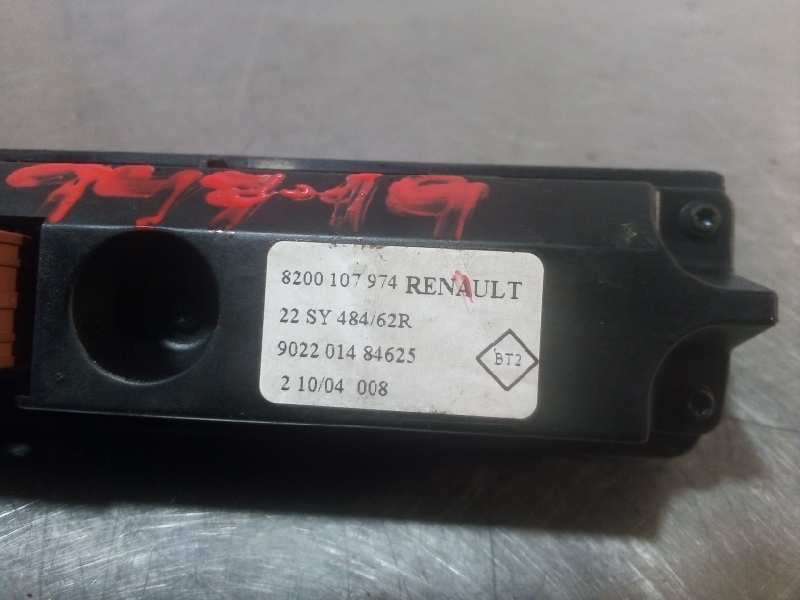 8200 107 974 RENAULT
22 SY 484/62R
9022 014 84625
BT2
2 10/04 008